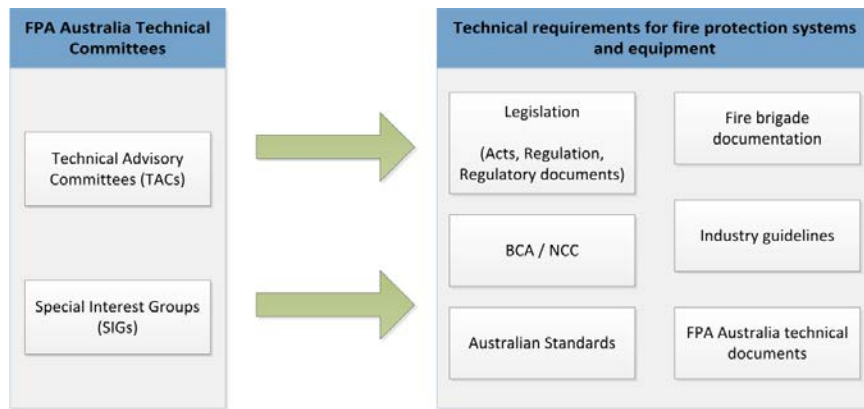 FPA Australia Technical
Committees
Technical Advisory
Committees (TACs)
Special Interest Groups
(SIGs)
Technical requirements for fire protection systems
and equipment
Legislation
(Acts, Regulation,
Regulatory documents)
BCA / NCC
Australian Standards
Fire brigade
documentation
Industry guidelines
FPA Australia technical
documents